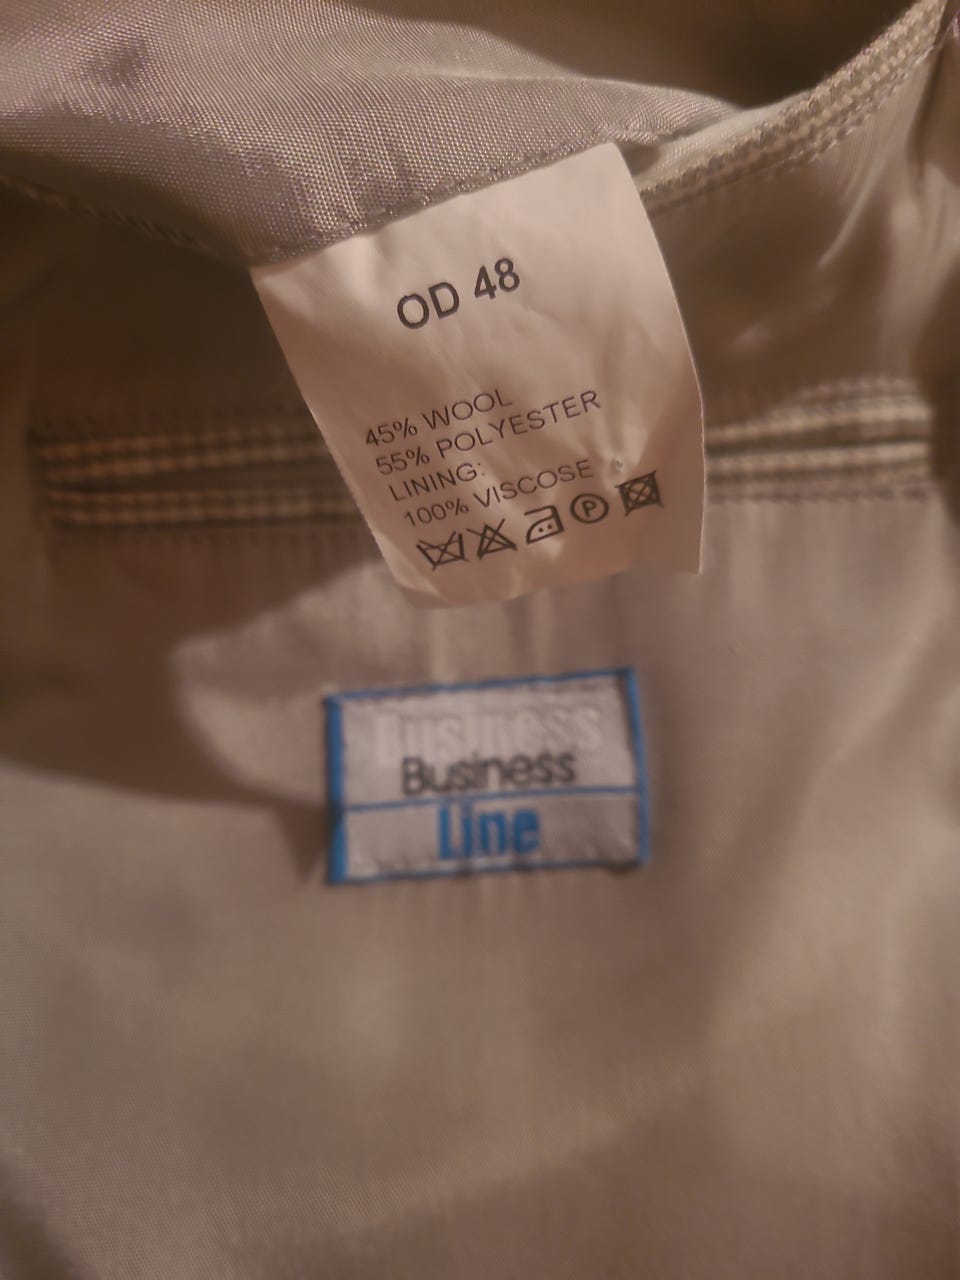 OD 48
45% WOOL
55% POLYESTER
LINING:
100% VISCOSE
P
Business
Business
Line